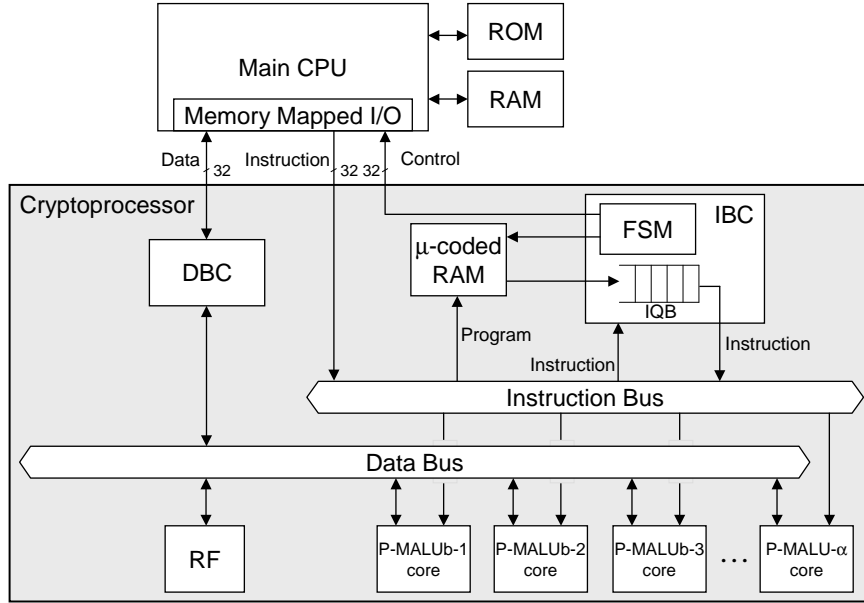 ROM
Main CPU
RAM
Memory Mapped I/O
Data
32
Instruction
32
32
Control
Cryptoprocessor
IBC
FSM
DBC
μ-coded
RAM
IQB
Program
Instruction
Instruction
Instruction Bus
Data Bus
RF
P-MALUb-1
core
P-MALUb-2
core
P-MALUb-3
core
...
P-MALU-α
core